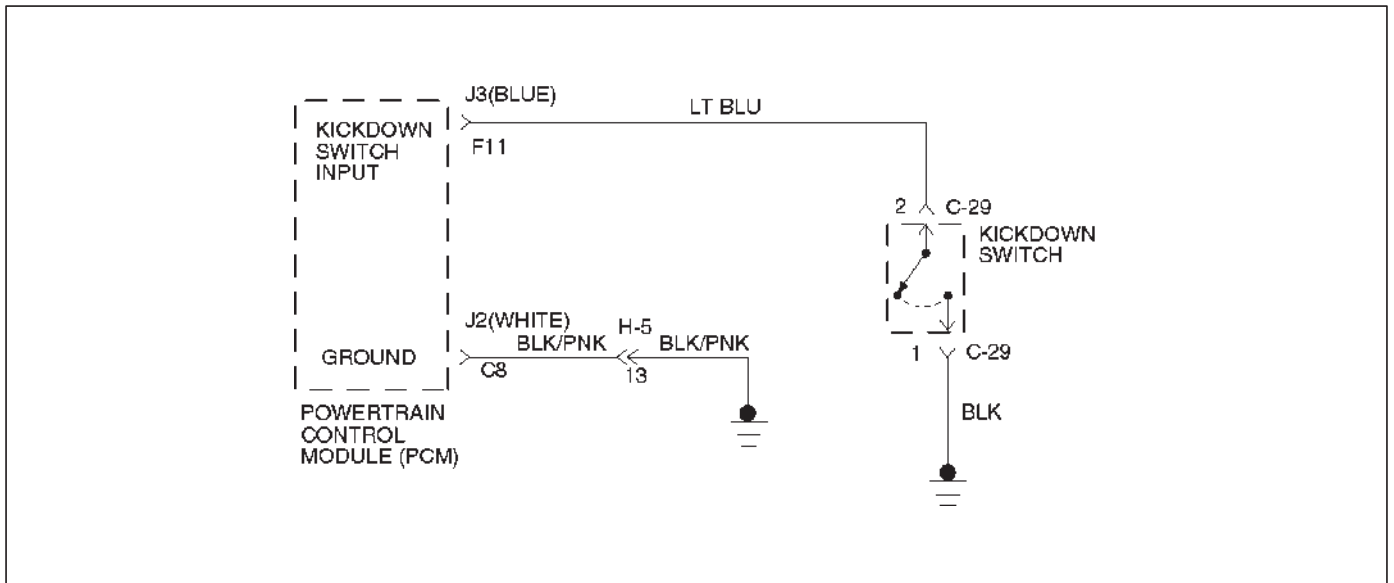 J3(BLUE)
LT BLU
KICKDOWN
SWITCH
INPUT
F11
2
C-29
KICKDOWN
SWITCH
J2(WHITE)
H-5
BLK/PNK
BLK/PNK
GROUND
C8
13
1
C-29
POWERTRAIN
CONTROL
MODULE (PCM)
BLK